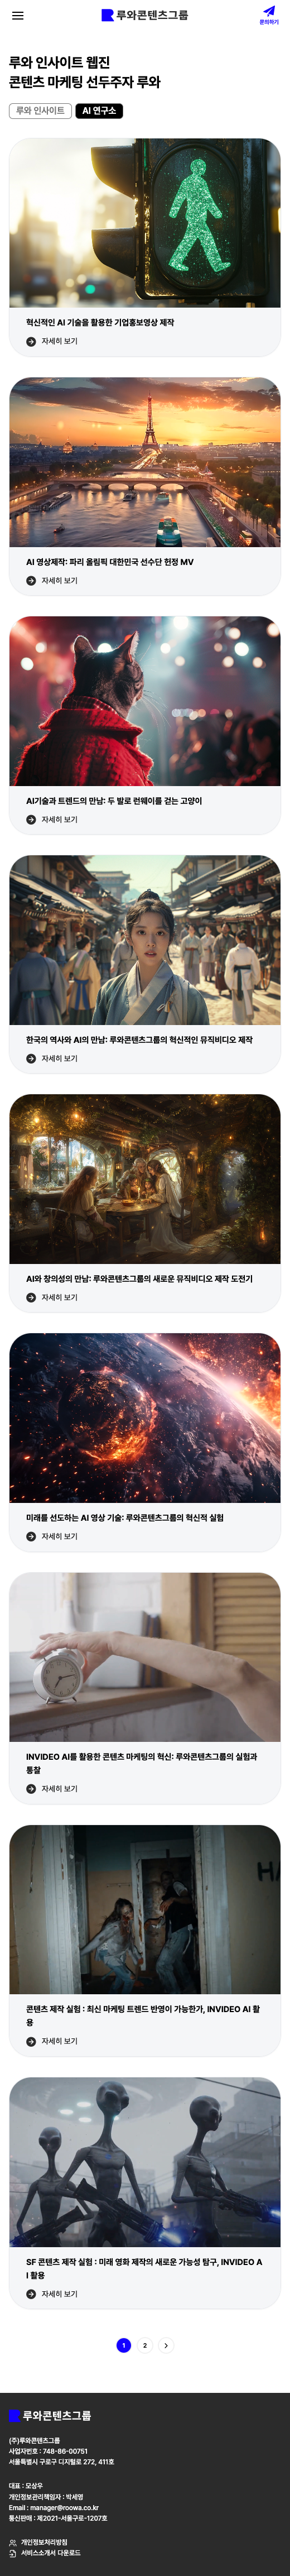 루와콘텐츠그룹
문의하기
루와 인사이트 웹진
콘텐츠 마케팅 선두주자 루와
루와 인사이트
AI 연구소
혁신적인 AI 기술을 활용한 기업홍보영상 제작
자세히 보기
AI 영상제작: 파리 올림픽 대한민국 선수단 헌정 MV
자세히 보기
AI기술과 트렌드의 만남: 두 발로 런웨이를 걷는 고양이
자세히 보기
한국의 역사와 AI의 만남: 루와콘텐츠그룹의 혁신적인 뮤직비디오 제작
자세히 보기
AI와 창의성의 만남: 루와콘텐츠그룹의 새로운 뮤직비디오 제작 도전기
자세히 보기
미래를 선도하는 AI 영상 기술: 루와콘텐츠그룹의 혁신적 실험
자세히 보기
INVIDEO AI를 활용한 콘텐츠 마케팅의 혁신: 루와콘텐츠그룹의 실험과
통찰
자세히 보기
콘텐츠 제작 실험 : 최신 마케팅 트렌드 반영이 가능한가, INVIDEO AI 활
용
자세히 보기
SF 콘텐츠 제작 실험 : 미래 영화 제작의 새로운 가능성 탐구, INVIDEO A
I 활용
자세히 보기
1
2
루와콘텐츠그룹
(주)루와콘텐츠그룹
사업자번호 : 748-86-00751
서울특별시 구로구 디지털로 272, 411호
대표 : 모상우
개인정보관리책임자 : 박세영
Email : manager@roowa.co.kr
통신판매 : 제2021-서울구로-1207호
개인정보처리방침
서비스소개서 다운로드